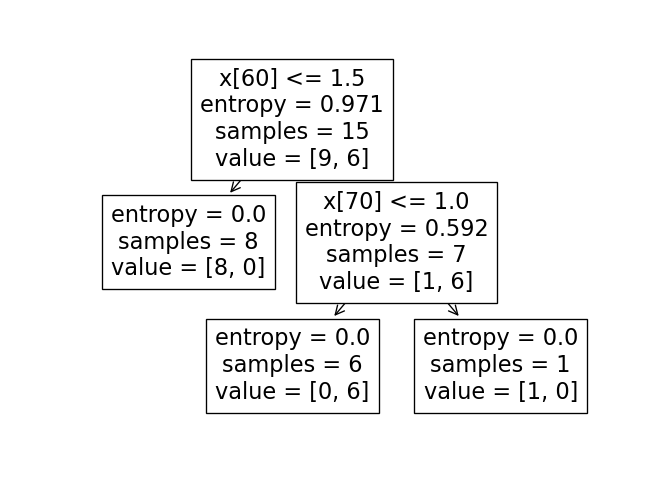 x[60] <= 1.5
entropy = 0.971
samples = 15
value = [9, 6]
entropy = 0.0
samples = 8
value = [8, 0]
x[70] <= 1.0
entropy = 0.592
samples = 7
value = [1, 6]
entropy = 0.0
samples = 6
value = [0, 6]
entropy = 0.0
samples = 1
value = [1, 0]